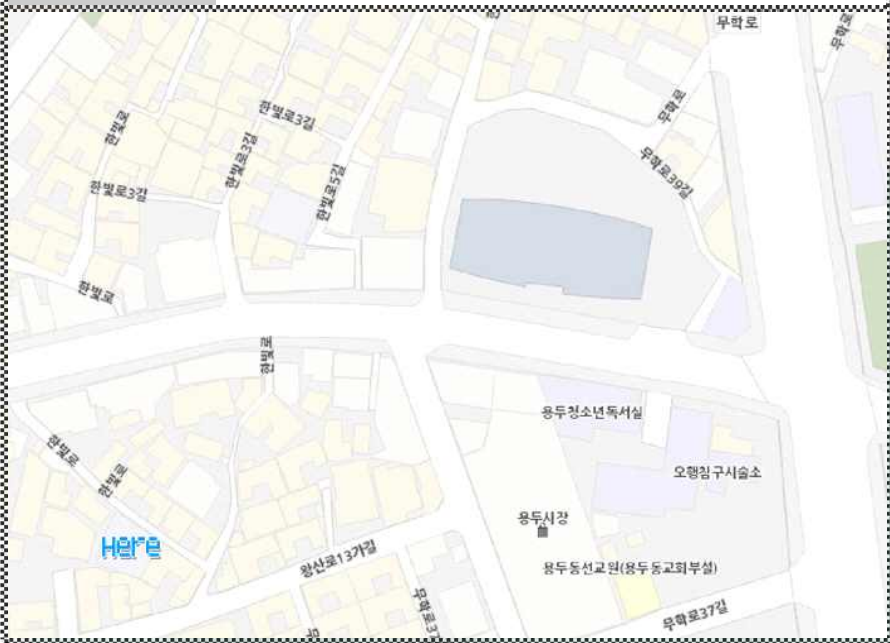 무학로
무학로
한빛로
한빛로3길
한빛로3길
한빛로5길
한빛로3길
무학로
무학로39길
한빛로
한빛로
용두청소년독서실
한빛로
한빛로
오행침구시술소
용두시장
Here
왕산로13가길
용두동선교원(용두동교회부설)
무학로37길